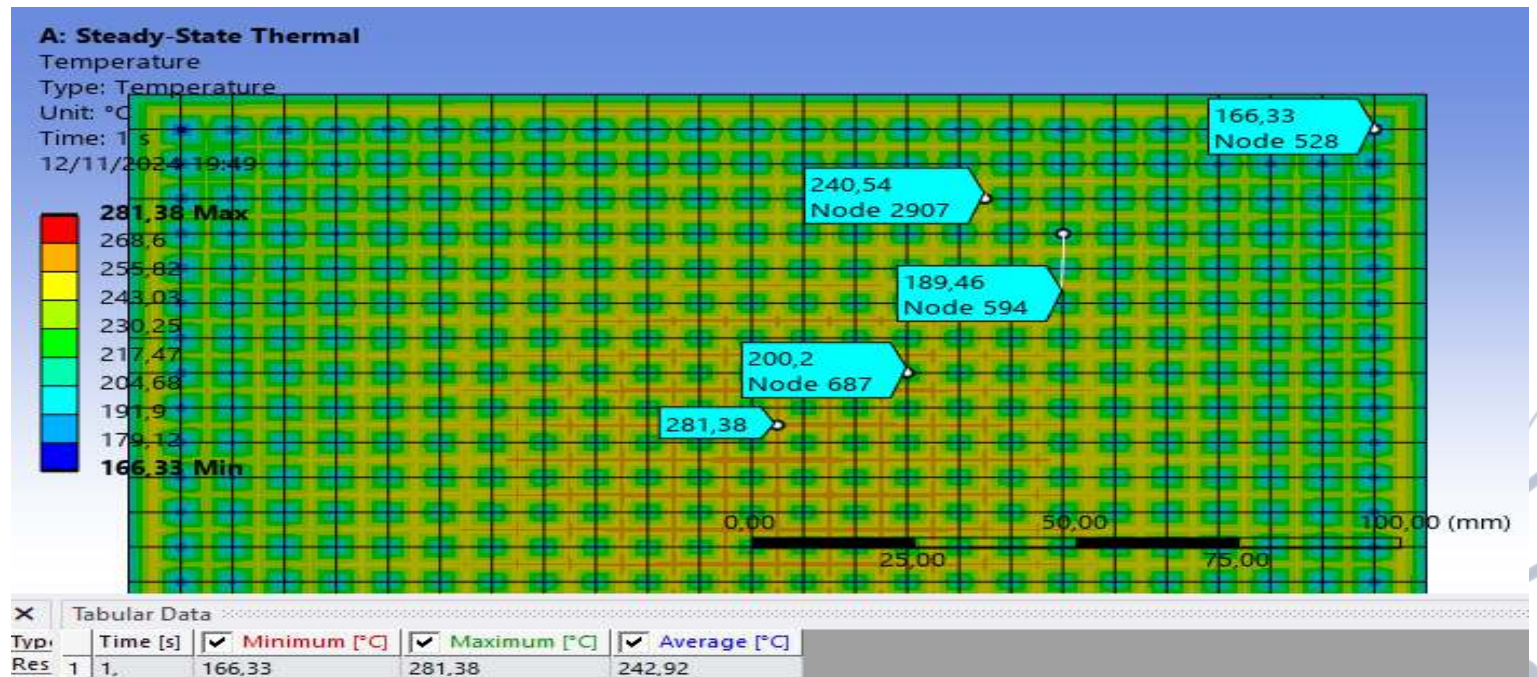 A: Steady-State Thermal
Temperature
Type: Temperature
Unit: °C
Time: 1 s
12/11/2024 19:49
281,38 Max
268,6
255,82
243,03
230,25
217,47
204,68
191,9
179,12
166,33 Min
166,33
Node 528
240,54
Node 2907
189,46
Node 594
200,2
Node 687
281,38
0,00 50,00 100,00 (mm)
25,00 75,00
Tabular Data
Time [s] Minimum [°C] Maximum [°C] Average [°C]
Res 1 1, 166,33 281,38 242,92